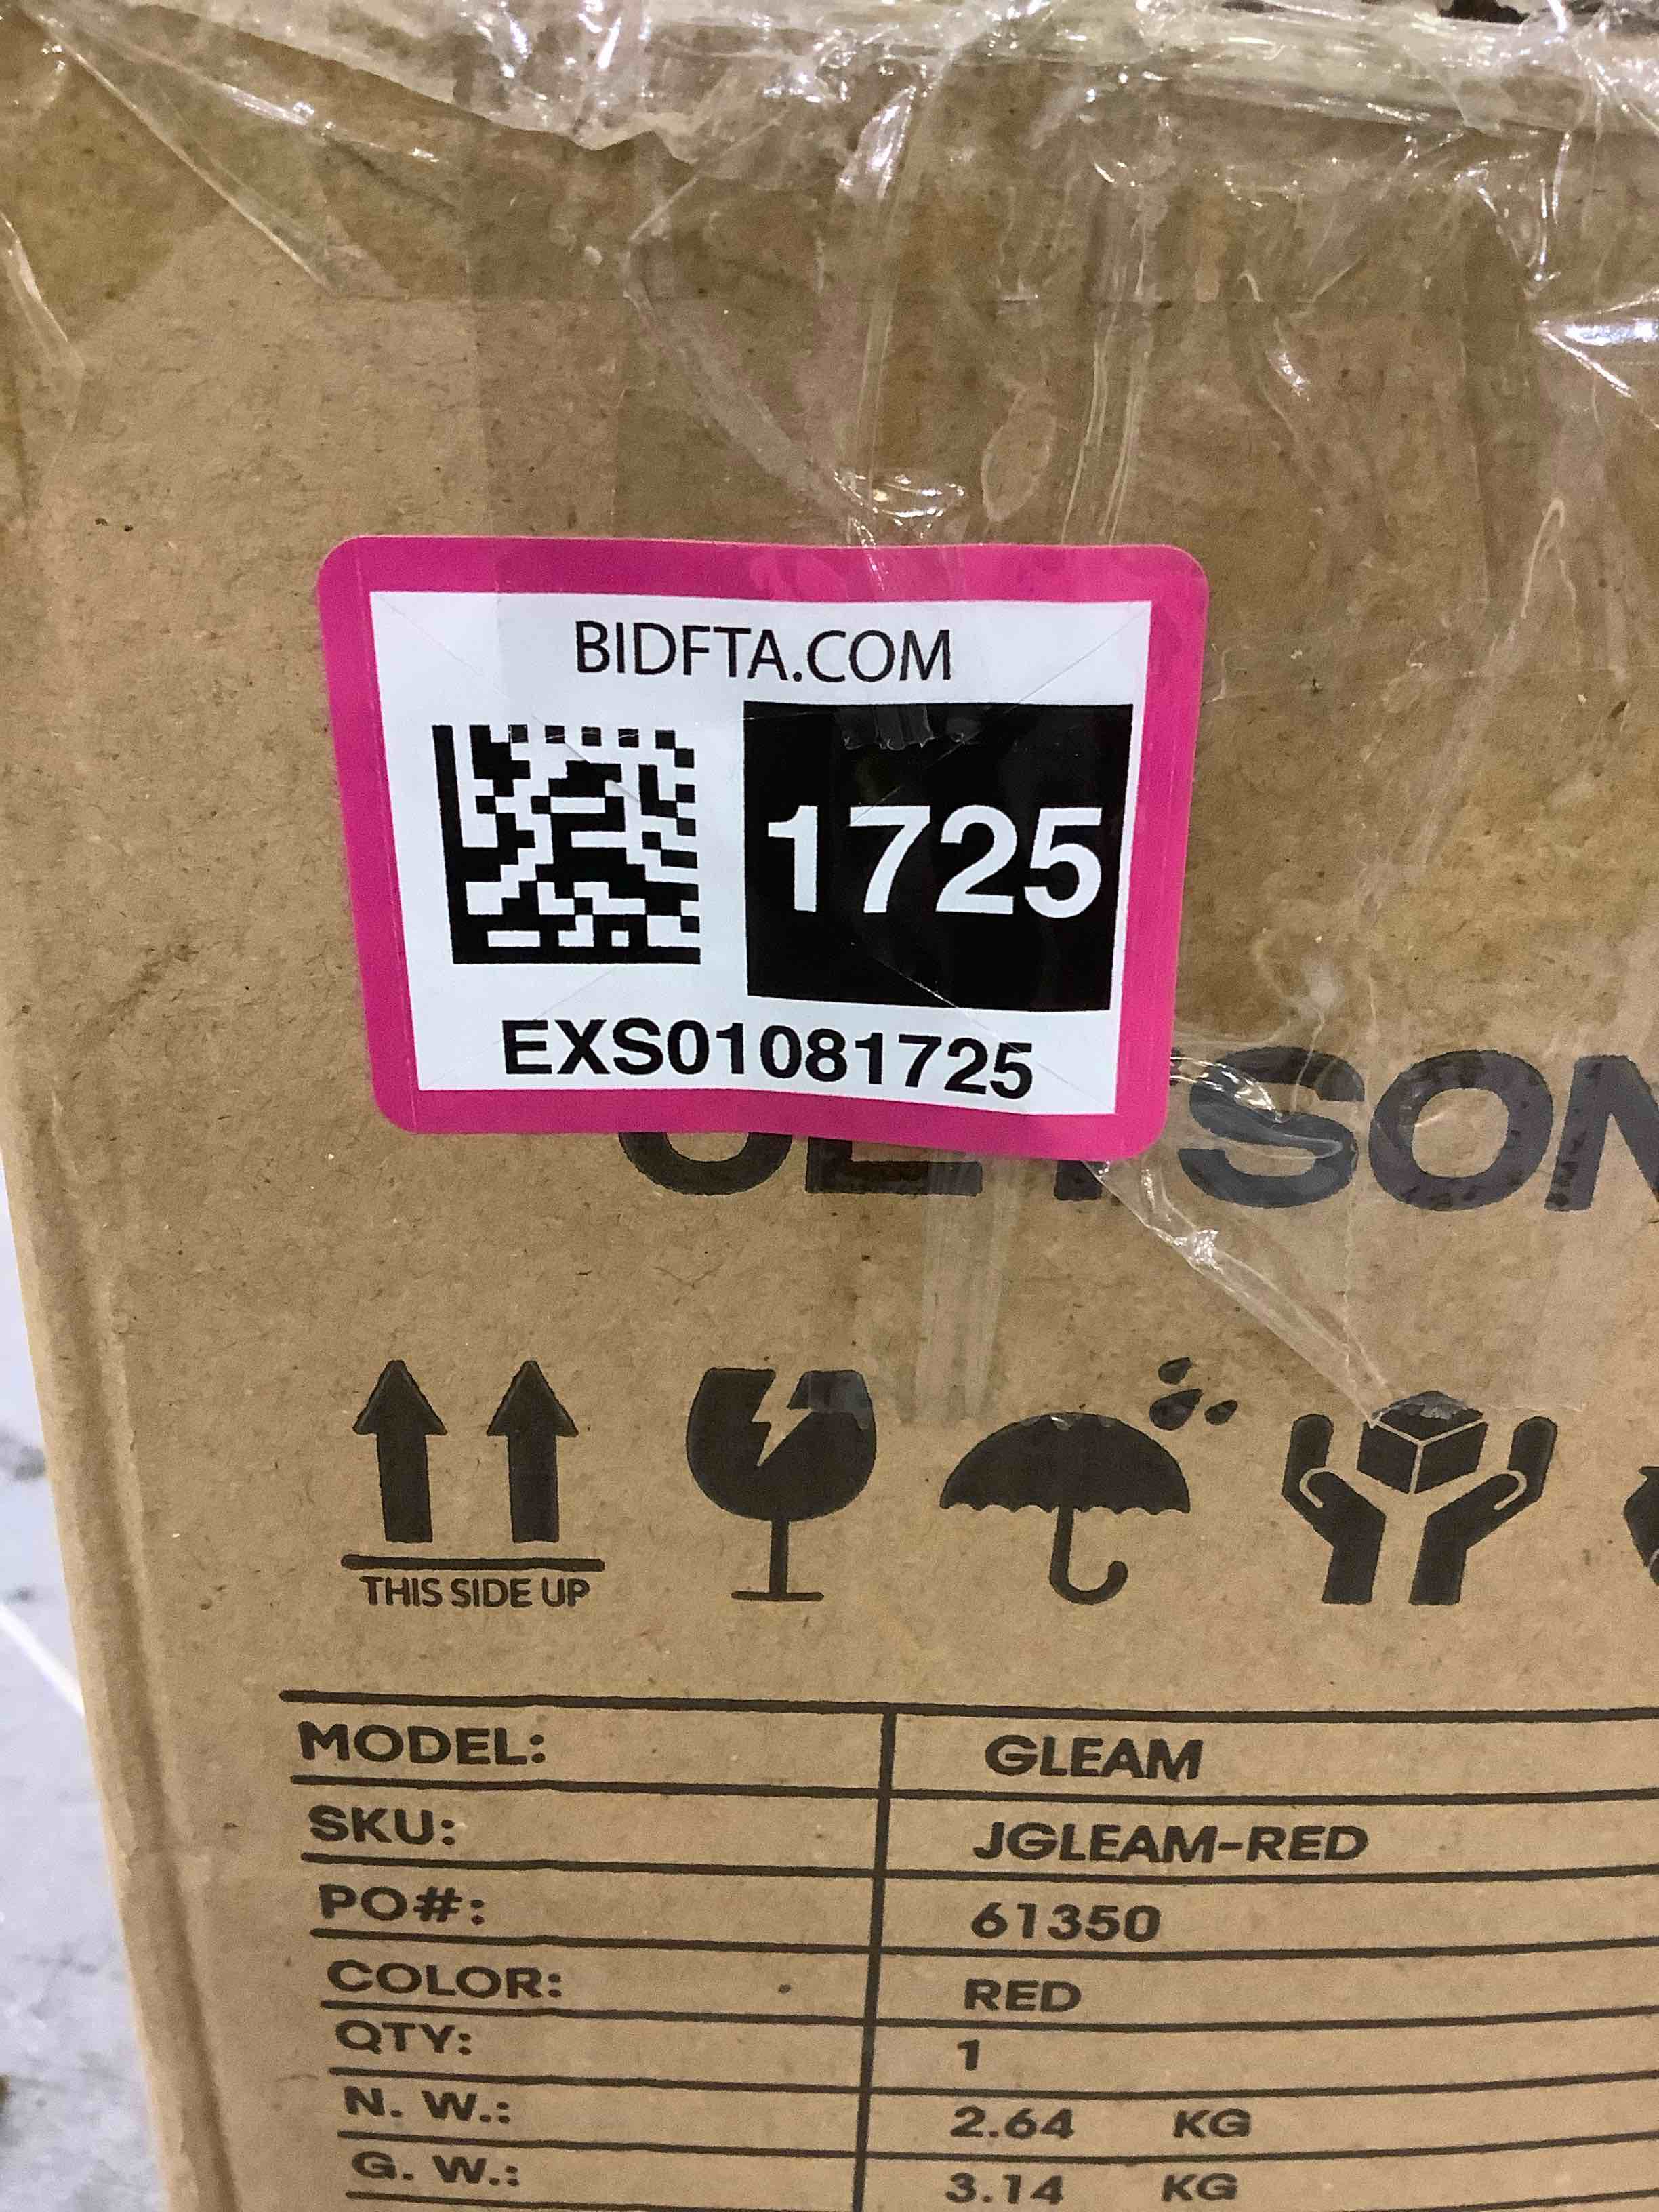 BIDFTA.COM
1725
EXS01081725
THIS SIDE UP
MODEL: GLEAM
SKU: JGLEAM-RED
PO#: 61350
COLOR: RED
QTY: 1
N. W.: 2.64 KG
G. W.: 3.14 KG